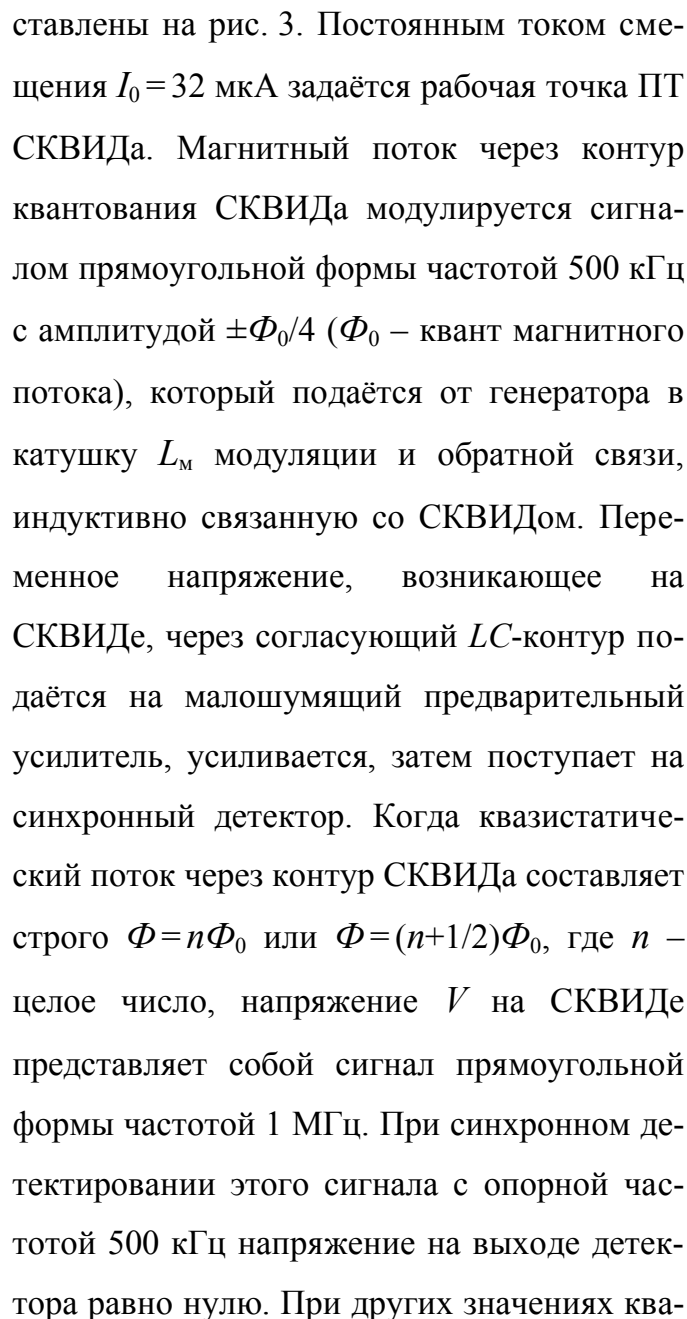 ставлены на рис. 3. Постоянным током сме-
щения I₀ = 32 мкА задаётся рабочая точка ПТ
СКВИДа. Магнитный поток через контур
квантования СКВИДа модулируется сигна-
лом прямоугольной формы частотой 500 кГц
с амплитудой ±Φ₀/4 (Φ₀ – квант магнитного
потока), который подаётся от генератора в
катушку Lм модуляции и обратной связи,
индуктивно связанную со СКВИДом. Пере-
менное напряжение, возникающее на
СКВИДе, через согласующий LC-контур по-
даётся на малошумящий предварительный
усилитель, усиливается, затем поступает на
синхронный детектор. Когда квазистатиче-
ский поток через контур СКВИДа составляет
строго Φ = nΦ₀ или Φ = (n+1/2)Φ₀, где n –
целое число, напряжение V на СКВИДе
представляет собой сигнал прямоугольной
формы частотой 1 МГц. При синхронном де-
тектировании этого сигнала с опорной час-
тотой 500 кГц напряжение на выходе детек-
тора равно нулю. При других значениях ква-